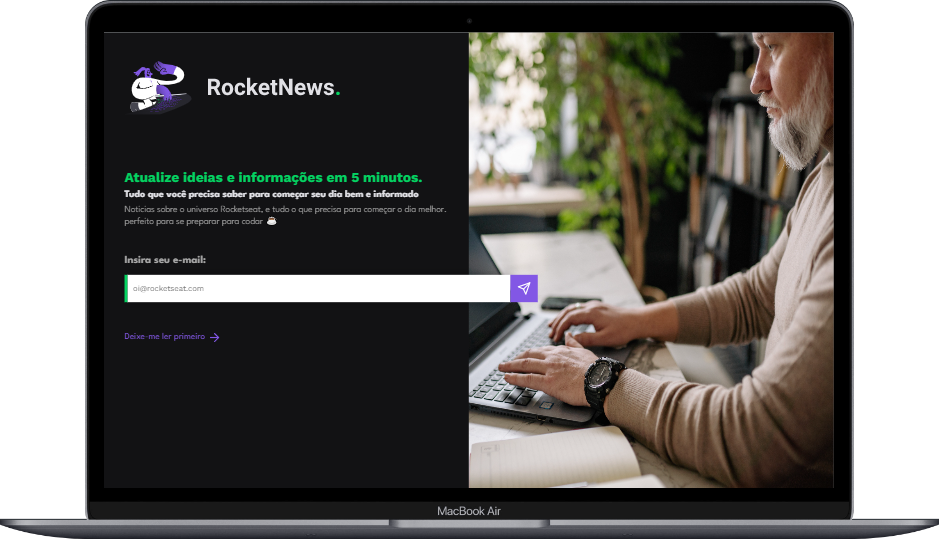 RocketNews.
Atualize ideias e informações em 5 minutos.
Tudo que você precisa saber para começar seu dia bem e informado
Notícias sobre o universo Rocketseat, e tudo o que precisa para começar o dia melhor.
perfeito para se preparar para codar ☕
Insira seu e-mail:
oi@rocketseat.com
Deixe-me ler primeiro →
MacBook Air